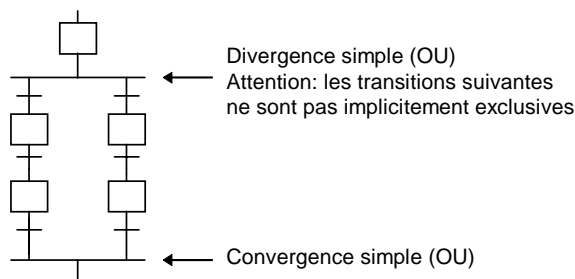 Divergence simple (OU)
Attention: les transitions suivantes
ne sont pas implicitement exclusives
Convergence simple (OU)